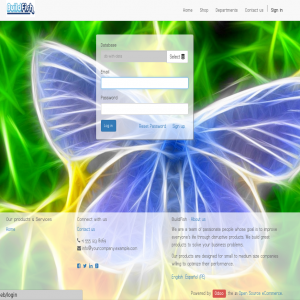 BuildFish
Home Shop Departments Contact us Sign in
Database
Select
Email
Password
Log in
Reset Password Sign up
Our products & Services
Home
Connect with us
Contact us
+1 555 123 8069
info@yourcompany.example.com
BuildFish - About us
We are a team of passionate people whose goal is to improve
everyone's life through disruptive products. We build great
products to solve your business problems.
Our products are designed for small to medium size companies
willing to optimize their performance.
English Español (PE)
Powered by Odoo, the #1 Open Source eCommerce.
eb/login